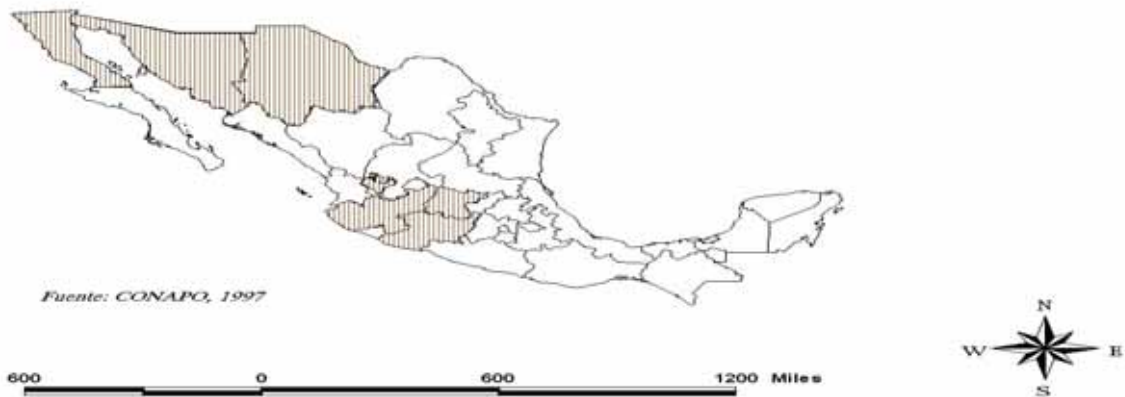 Fuente: CONAPO, 1997
N
W E
S
600 0 600 1200 Miles